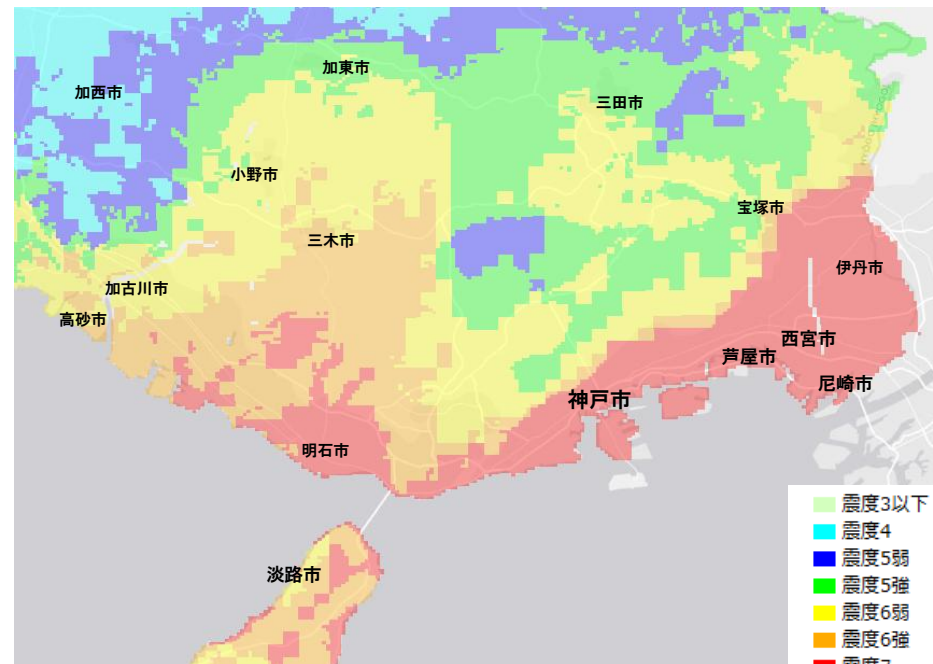 加東市
加西市
三田市
小野市
宝塚市
三木市
伊丹市
加古川市
高砂市
西宮市
芦屋市
尼崎市
神戸市
明石市
淡路市
震度3以下
震度4
震度5弱
震度5強
震度6弱
震度6強
震度7